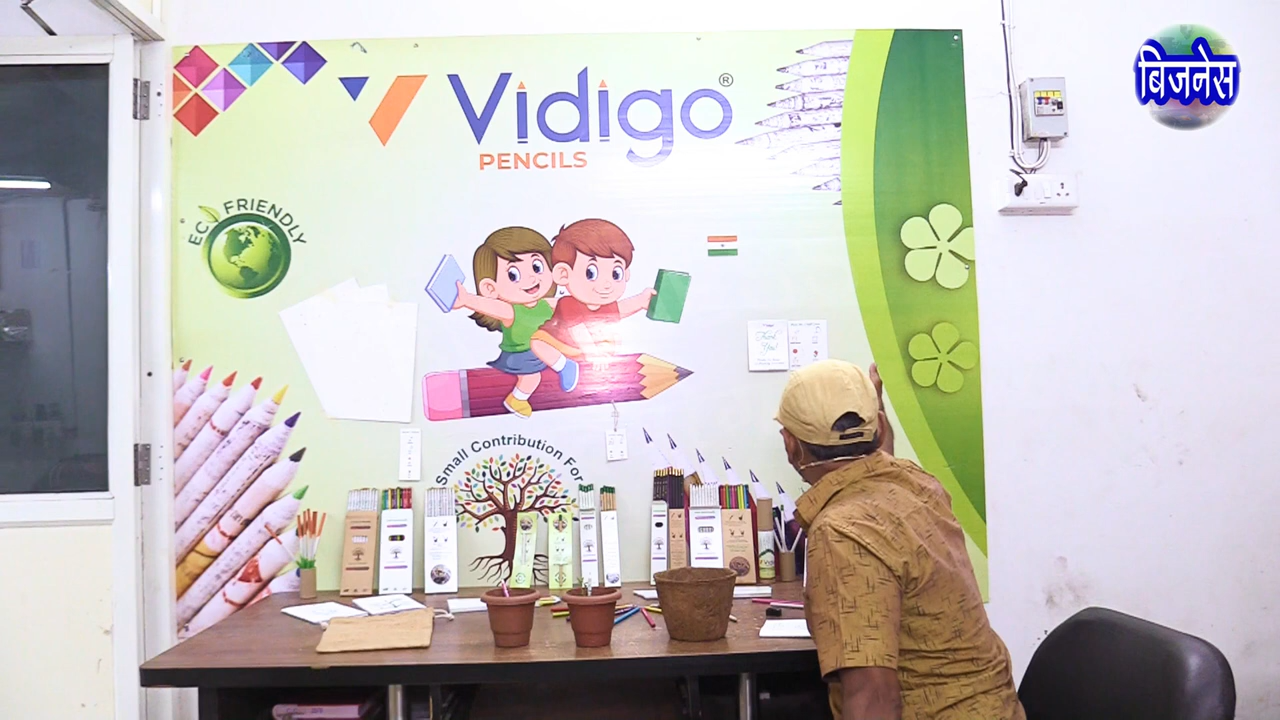 Vidigo®
PENCILS
बिजनेस
ECO FRIENDLY
Small Contribution For